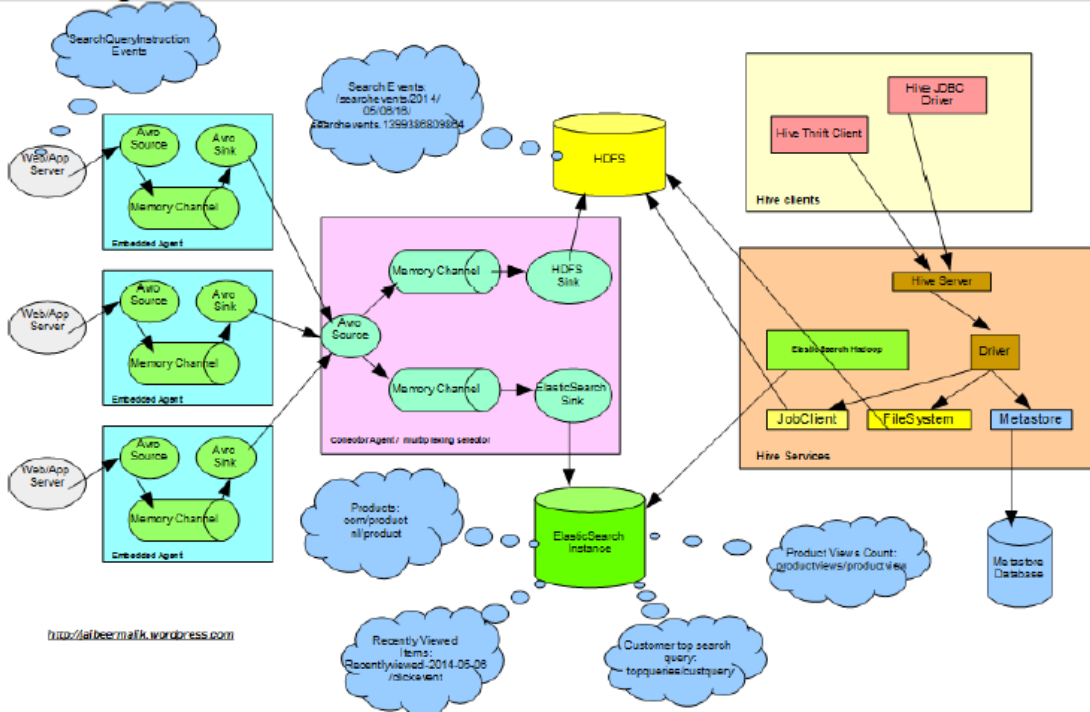 SearchQueryInstruction
Events
Search Events:
/searchevents/2014/
05/06/16/
searchevents.1399386809864
HDFS
Hive JDBC
Driver
Hive Thrift Client
Hive clients
Web/App
Server
Avro
Source
Avro
Sink
Memory Channel
Embedded Agent
Web/App
Server
Avro
Source
Avro
Sink
Memory Channel
Embedded Agent
Web/App
Server
Avro
Source
Avro
Sink
Memory Channel
Embedded Agent
Avro
Source
Memory Channel
HDFS
Sink
Memory Channel
ElasticSearch
Sink
Collector Agent / multiplexing selector
Hive Server
ElasticSearch Hadoop
Driver
JobClient
FileSystem
Metastore
Hive Services
Products:
com/product
nl/product
ElasticSearch
Instance
Product Views Count:
productviews/productview
Metastore
Database
Recently Viewed
Items:
Recentlyviewed-2014-05-06
/clickevent
Customer top search
query:
topqueries/custquery
http://jaibeermalik.wordpress.com